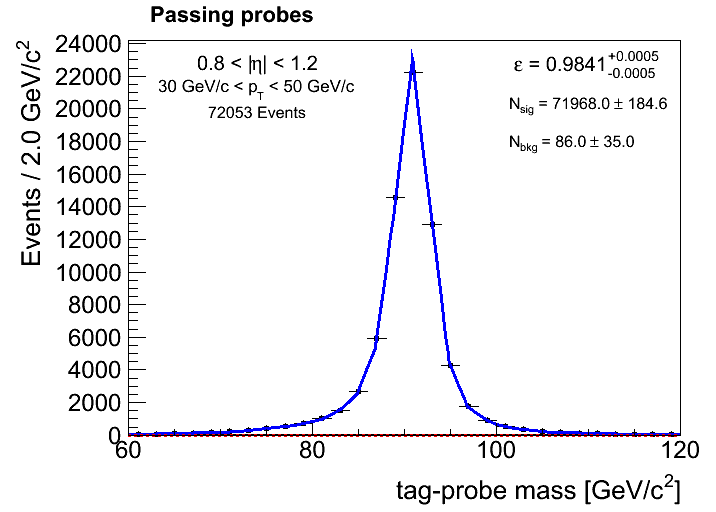 Passing probes
0.8 < |η| < 1.2
30 GeV/c < p_T < 50 GeV/c
72053 Events
ε = 0.9841 +0.0005 -0.0005
N_sig = 71968.0 ± 184.6
N_bkg = 86.0 ± 35.0
Events / 2.0 GeV/c²
24000
22000
20000
18000
16000
14000
12000
10000
8000
6000
4000
2000
0
60 80 100 120
tag-probe mass [GeV/c²]